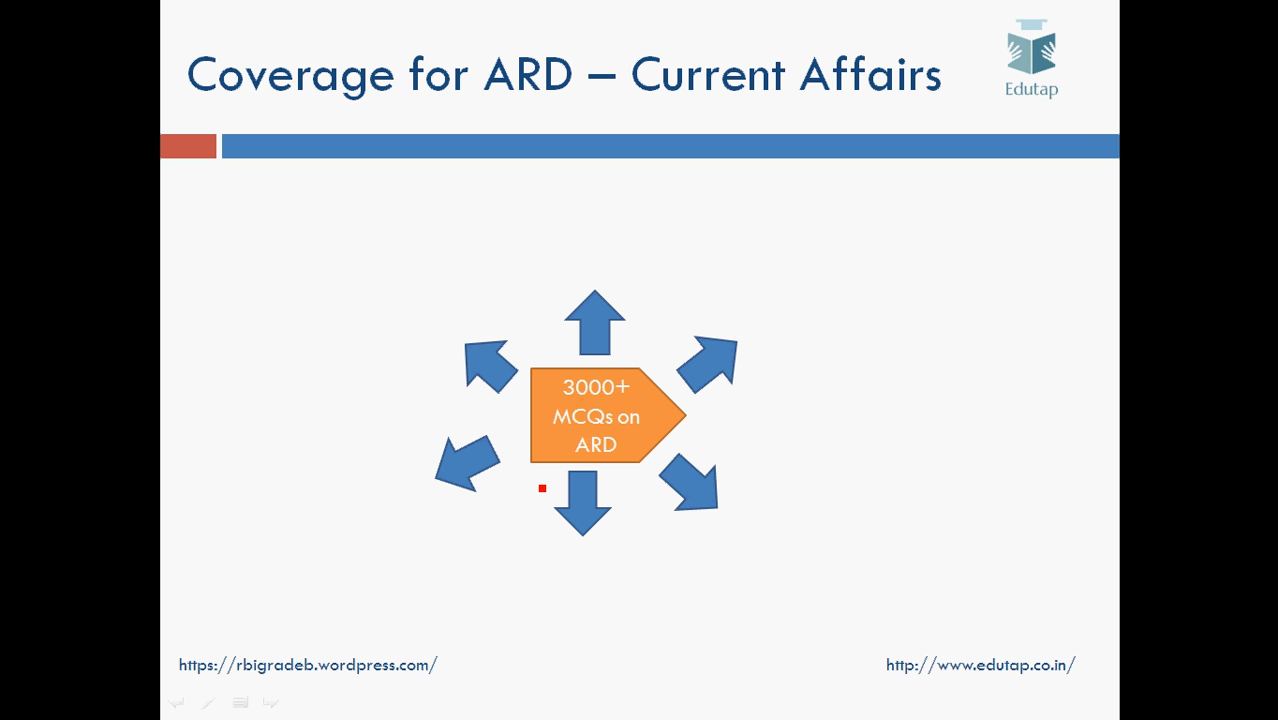 Coverage for ARD – Current Affairs
Edutap
3000+
MCQs on
ARD
https://rbigradeb.wordpress.com/
http://www.edutap.co.in/